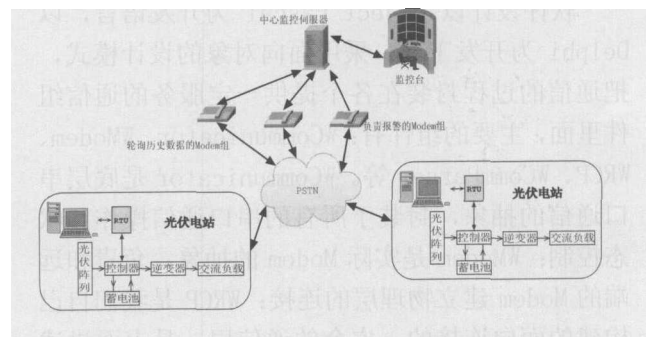 中心监控伺服器
监控台
轮询历史数据的Modem组
负责报警的Modem组
PSTN
RTU
光伏电站
光伏阵列
控制器
逆变器
交流负载
蓄电池
RTU
光伏电站
光伏阵列
控制器
逆变器
交流负载
蓄电池